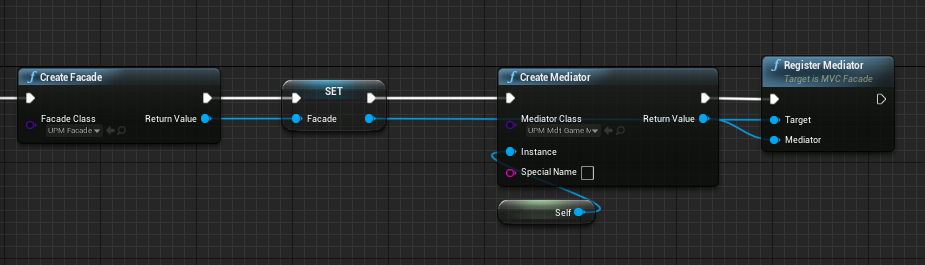 Create Facade
Facade Class
UPM Facade
Return Value
SET
Facade
Create Mediator
Mediator Class
UPM Mdt Game M
Return Value
Instance
Special Name
Self
Register Mediator
Target is MVC Facade
Target
Mediator